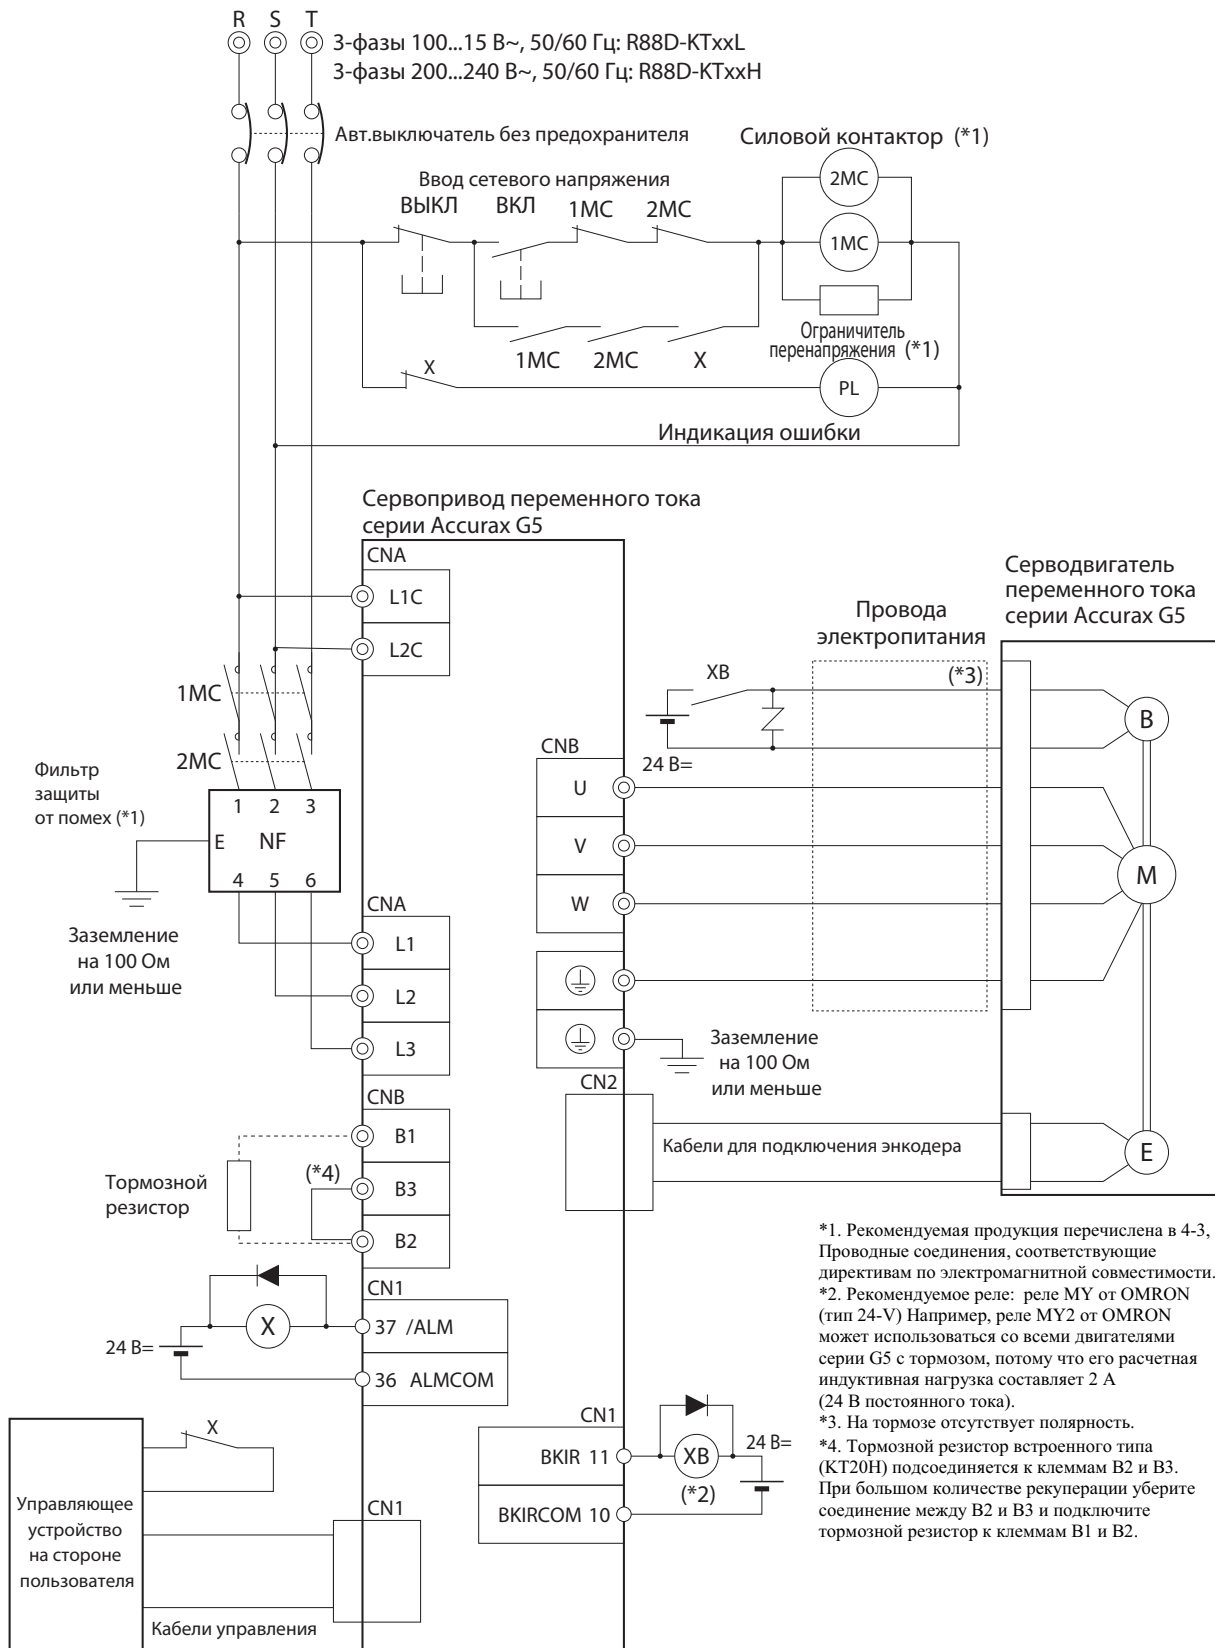 R S T
3-фазы 100...15 В~, 50/60 Гц: R88D-KTxxL
3-фазы 200...240 В~, 50/60 Гц: R88D-KTxxH
Авт.выключатель без предохранителя
Силовой контактор (*1)
Ввод сетевого напряжения
ВЫКЛ ВКЛ 1MC 2MC
2MC
1MC
Ограничитель
перенапряжения (*1)
1MC 2MC X
X
PL
Индикация ошибки
Сервопривод переменного тока
серии Accurax G5
CNA
L1C
L2C
Серводвигатель
переменного тока
серии Accurax G5
Провода
электропитания
(*3)
XB
24 В=
B
1MC
2MC
Фильтр
защиты
от помех (*1)
1 2 3
E NF
4 5 6
Заземление
на 100 Ом
или меньше
CNB
U
V
W
M
CNA
L1
L2
L3
Заземление
на 100 Ом
или меньше
CN2
Кабели для подключения энкодера
E
CNB
B1
B3
B2
(*4)
Тормозной
резистор
CN1
X
24 В=
37 /ALM
36 ALMCOM
*1. Рекомендуемая продукция перечислена в 4-3,
Проводные соединения, соответствующие
директивам по электромагнитной совместимости.
*2. Рекомендуемое реле: реле MY от OMRON
(тип 24-V) Например, реле MY2 от OMRON
может использоваться со всеми двигателями
серии G5 с тормозом, потому что его расчетная
индуктивная нагрузка составляет 2 А
(24 В постоянного тока).
*3. На тормозе отсутствует полярность.
*4. Тормозной резистор встроенного типа
(KT20H) подсоединяется к клеммам B2 и B3.
При большом количестве рекуперации уберите
соединение между B2 и B3 и подключите
тормозной резистор к клеммам B1 и B2.
CN1
BKIR 11
BKIRCOM 10
XB
(*2)
24 В=
X
Управляющее
устройство
на стороне
пользователя
CN1
Кабели управления